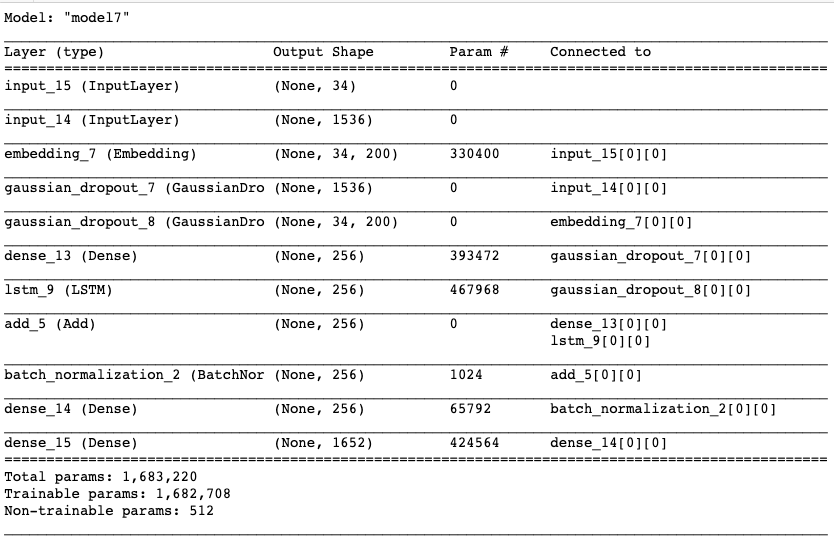 Model: "model7"
Layer (type) Output Shape Param # Connected to
input_15 (InputLayer) (None, 34) 0
input_14 (InputLayer) (None, 1536) 0
embedding_7 (Embedding) (None, 34, 200) 330400 input_15[0][0]
gaussian_dropout_7 (GaussianDro (None, 1536) 0 input_14[0][0]
gaussian_dropout_8 (GaussianDro (None, 34, 200) 0 embedding_7[0][0]
dense_13 (Dense) (None, 256) 393472 gaussian_dropout_7[0][0]
lstm_9 (LSTM) (None, 256) 467968 gaussian_dropout_8[0][0]
add_5 (Add) (None, 256) 0 dense_13[0][0]
lstm_9[0][0]
batch_normalization_2 (BatchNor (None, 256) 1024 add_5[0][0]
dense_14 (Dense) (None, 256) 65792 batch_normalization_2[0][0]
dense_15 (Dense) (None, 1652) 424564 dense_14[0][0]
Total params: 1,683,220
Trainable params: 1,682,708
Non-trainable params: 512